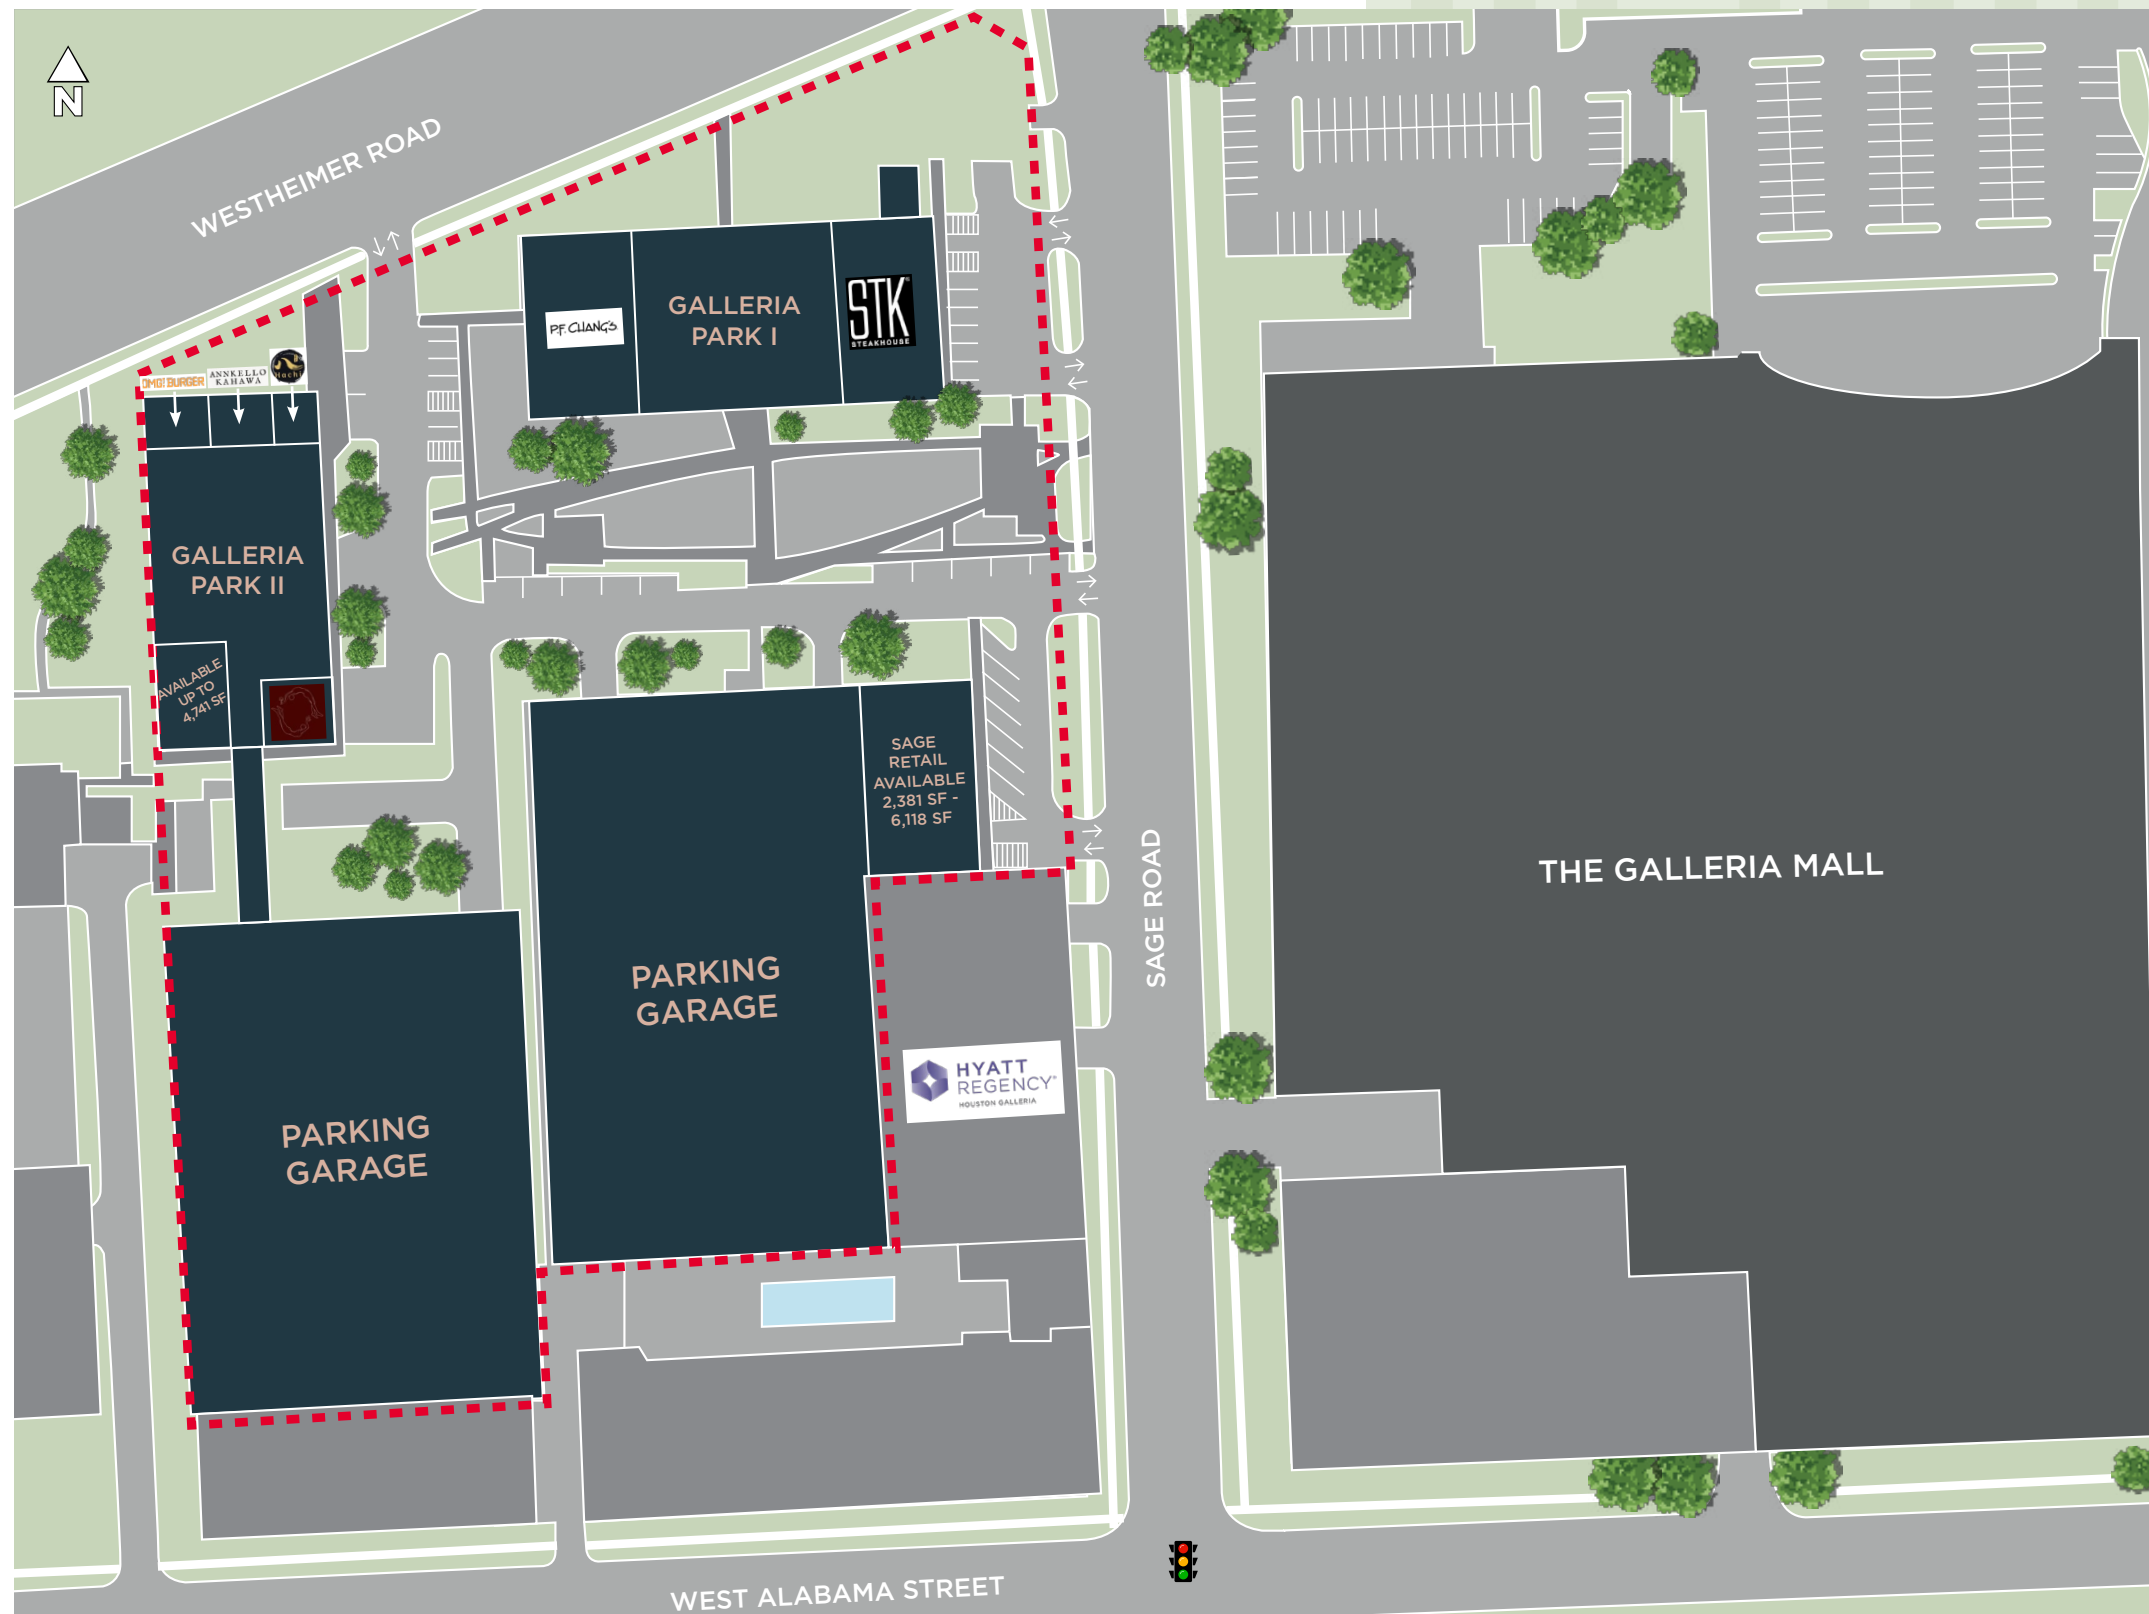 N
WESTHEIMER ROAD
P.F. CHANG'S
GALLERIA
PARK I
STK
STEAKHOUSE
OMG! BURGER
ANNKELLO
KAHAWA
GALLERIA
PARK II
AVAILABLE
UP TO
4,741 SF
SAGE
RETAIL
AVAILABLE
2,381 SF -
6,118 SF
SAGE ROAD
THE GALLERIA MALL
PARKING
GARAGE
HYATT
REGENCY
HOUSTON GALLERIA
PARKING
GARAGE
WEST ALABAMA STREET